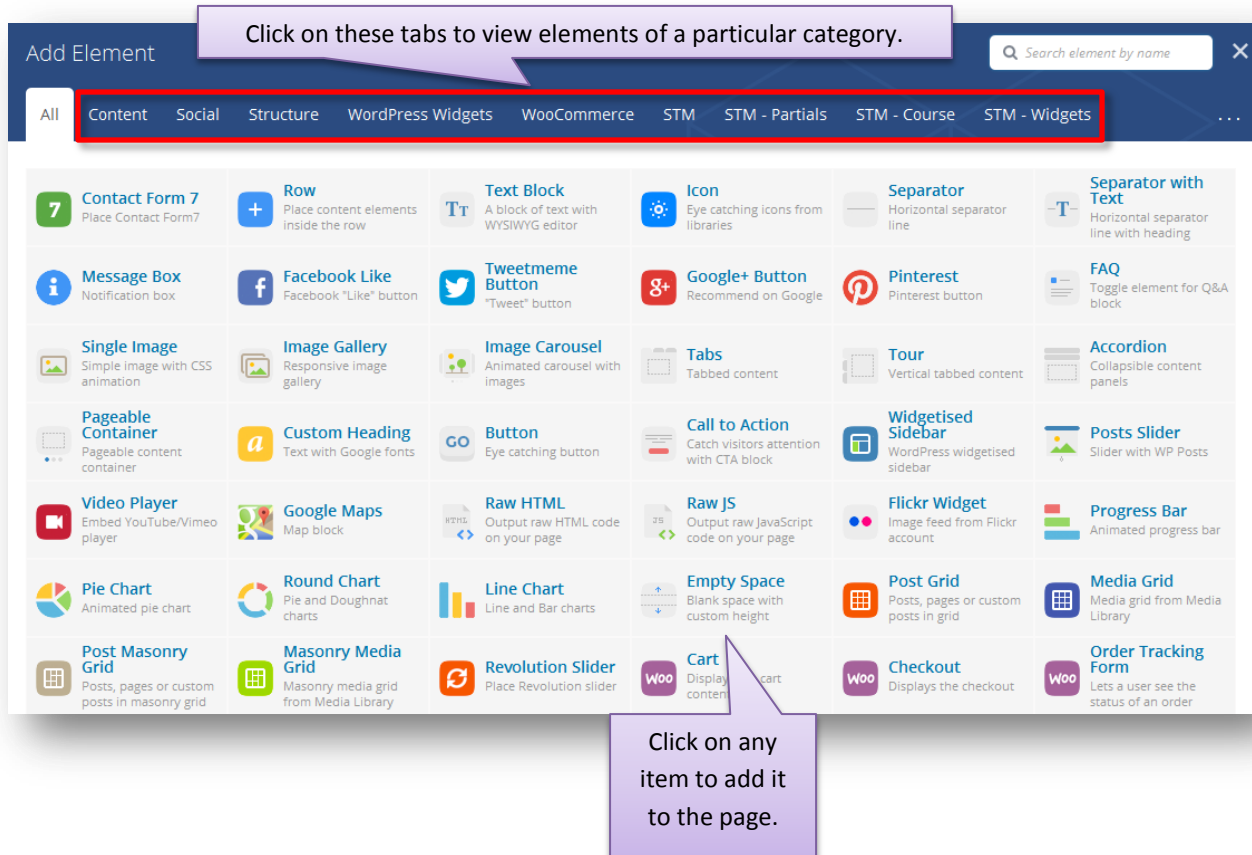 Click on these tabs to view elements of a particular category.
Add Element
Search element by name
All Content Social Structure WordPress Widgets WooCommerce STM STM - Partials STM - Course STM - Widgets ...
7
Contact Form 7
Place Contact Form7
Row
Place content elements
inside the row
TT
Text Block
A block of text with
WYSIWYG editor
Icon
Eye catching icons from
libraries
Separator
Horizontal separator
line
-T-
Separator with
Text
Horizontal separator
line with heading
i
Message Box
Notification box
f
Facebook Like
Facebook "Like" button
Tweetmeme
Button
"Tweet" button
8+
Google+ Button
Recommend on Google
Pinterest
Pinterest button
FAQ
Toggle element for Q&A
block
Single Image
Simple image with CSS
animation
Image Gallery
Responsive image
gallery
Image Carousel
Animated carousel with
images
Tabs
Tabbed content
Tour
Vertical tabbed content
Accordion
Collapsible content
panels
Pageable
Container
Pageable content
container
a
Custom Heading
Text with Google fonts
GO
Button
Eye catching button
Call to Action
Catch visitors attention
with CTA block
Widgetised
Sidebar
WordPress widgetised
sidebar
Posts Slider
Slider with WP Posts
Video Player
Embed YouTube/Vimeo
player
Google Maps
Map block
HTML
<>
Raw HTML
Output raw HTML code
on your page
JS
<>
Raw JS
Output raw JavaScript
code on your page
Flickr Widget
Image feed from Flickr
account
Progress Bar
Animated progress bar
Pie Chart
Animated pie chart
Round Chart
Pie and Doughnat
charts
Line Chart
Line and Bar charts
Empty Space
Blank space with
custom height
Post Grid
Posts, pages or custom
posts in grid
Media Grid
Media grid from Media
Library
Post Masonry
Grid
Posts, pages or custom
posts in masonry grid
Masonry Media
Grid
Masonry media grid
from Media Library
Revolution Slider
Place Revolution slider
Woo
Cart
cart
Woo
Checkout
Displays the checkout
Woo
Order Tracking
Form
Lets a user see the
status of an order
Click on any
item to add it
to the page.